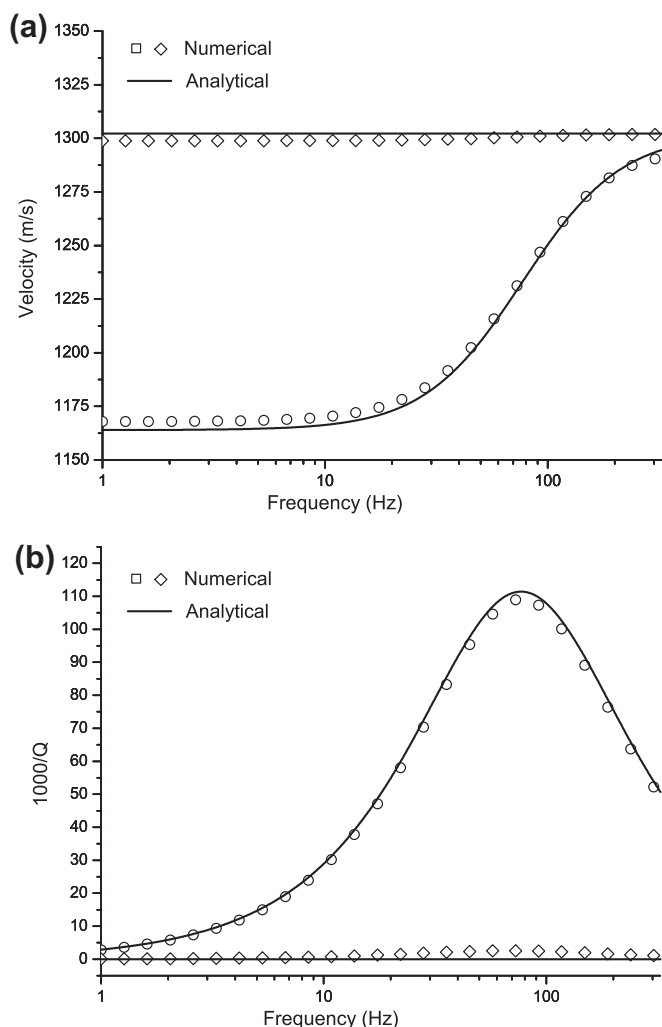 (a)
Numerical
Analytical
1350
1325
1300
1275
1250
1225
1200
1175
1150
Velocity (m/s)
1
10
100
Frequency (Hz)
(b)
Numerical
Analytical
120
110
100
90
80
70
60
50
40
30
20
10
0
1000/Q
1
10
100
Frequency (Hz)